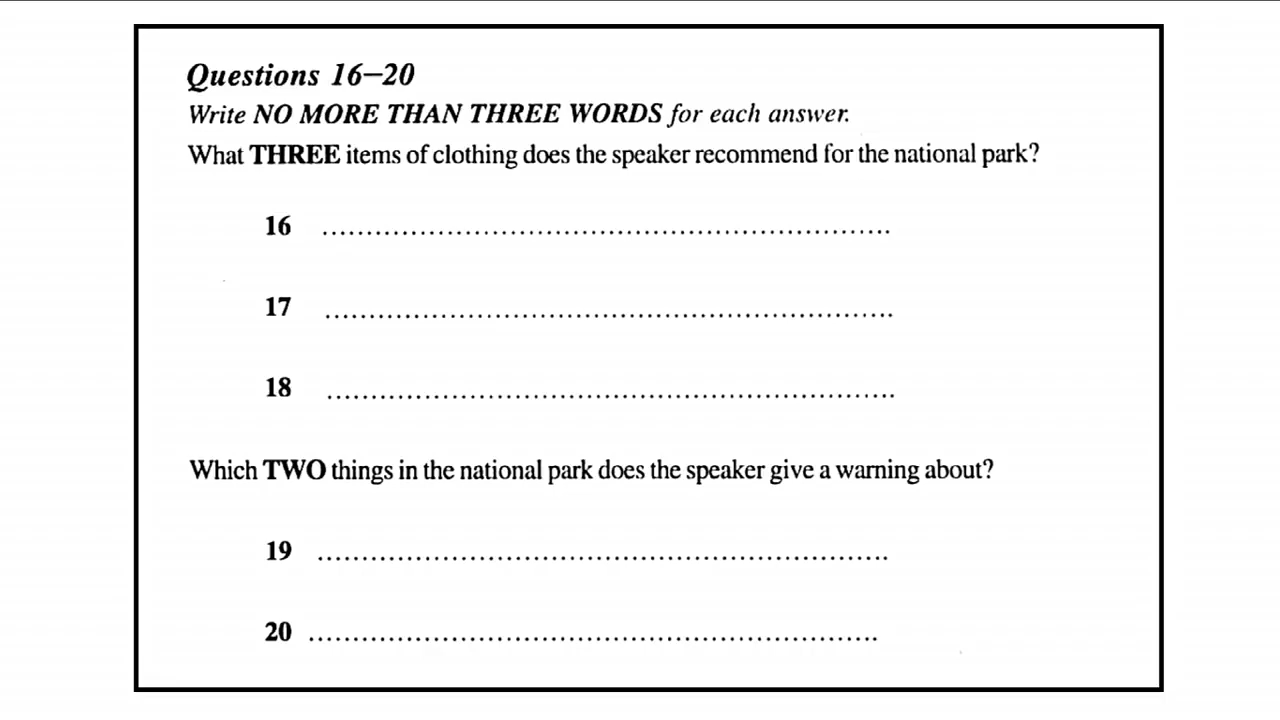 Questions 16–20
Write NO MORE THAN THREE WORDS for each answer.
What THREE items of clothing does the speaker recommend for the national park?
16 ................................................................
17 ................................................................
18 ................................................................
Which TWO things in the national park does the speaker give a warning about?
19 ................................................................
20 ................................................................